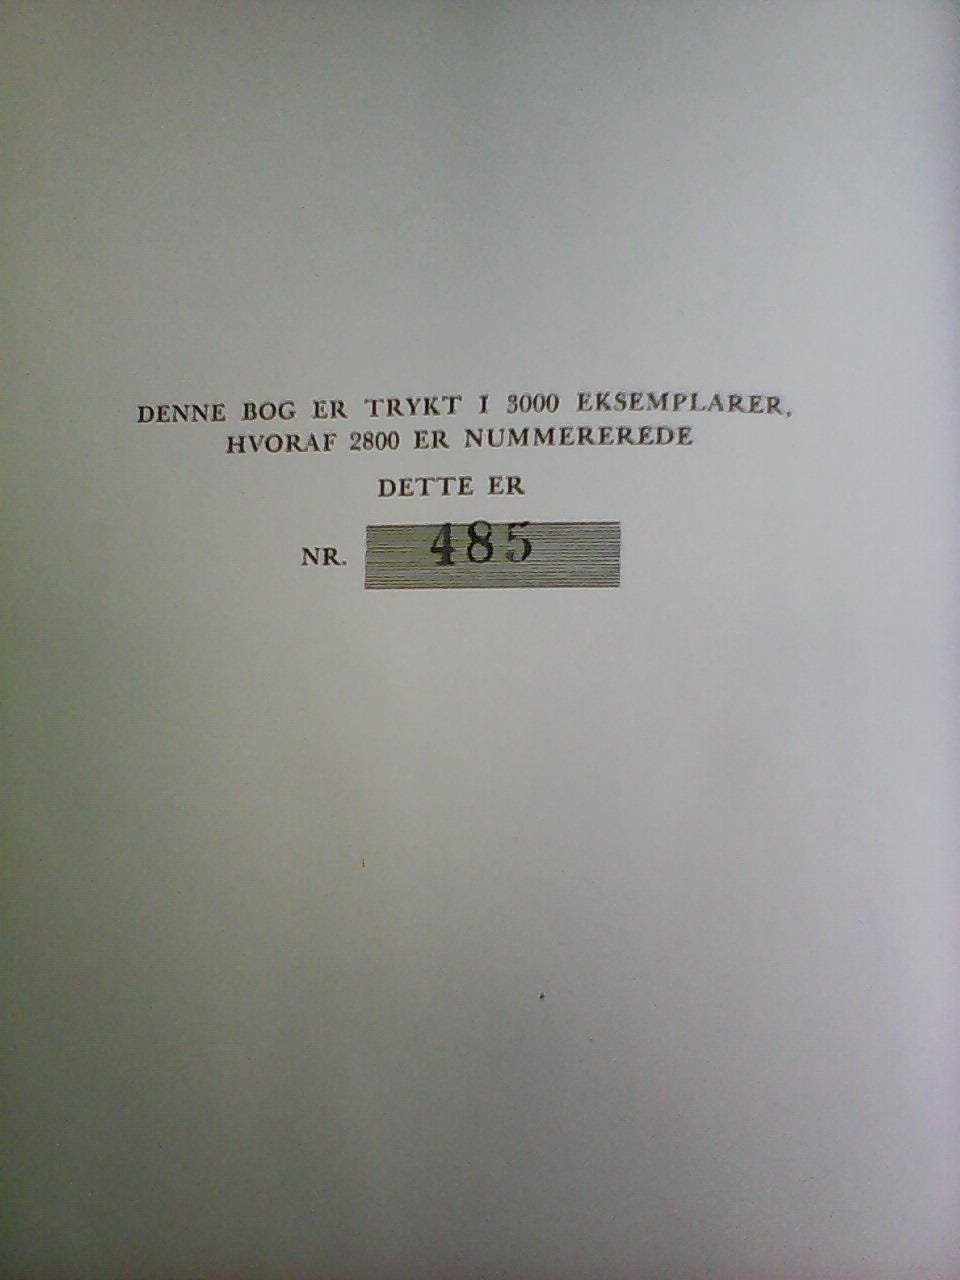 DENNE BOG ER TRYKT I 3000 EKSEMPLARER,
HVORAF 2800 ER NUMMEREREDE
DETTE ER
NR. 485